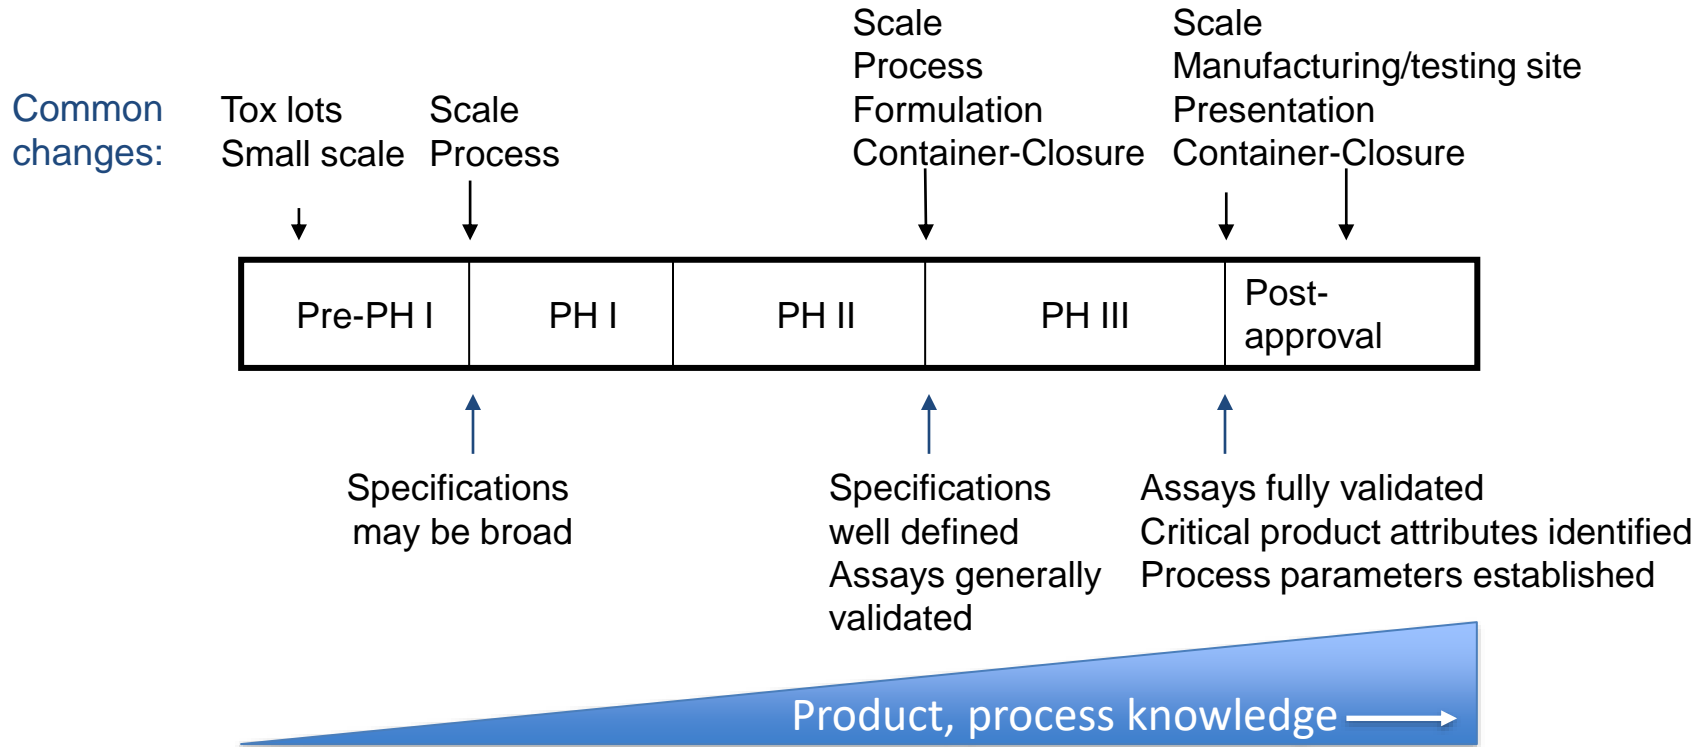 Common
changes:
Tox lots
Small scale
Scale
Process
Scale
Process
Formulation
Container-Closure
Scale
Manufacturing/testing site
Presentation
Container-Closure
Pre-PH I
PH I
PH II
PH III
Post-
approval
Specifications
may be broad
Specifications
well defined
Assays generally
validated
Assays fully validated
Critical product attributes identified
Process parameters established
Product, process knowledge